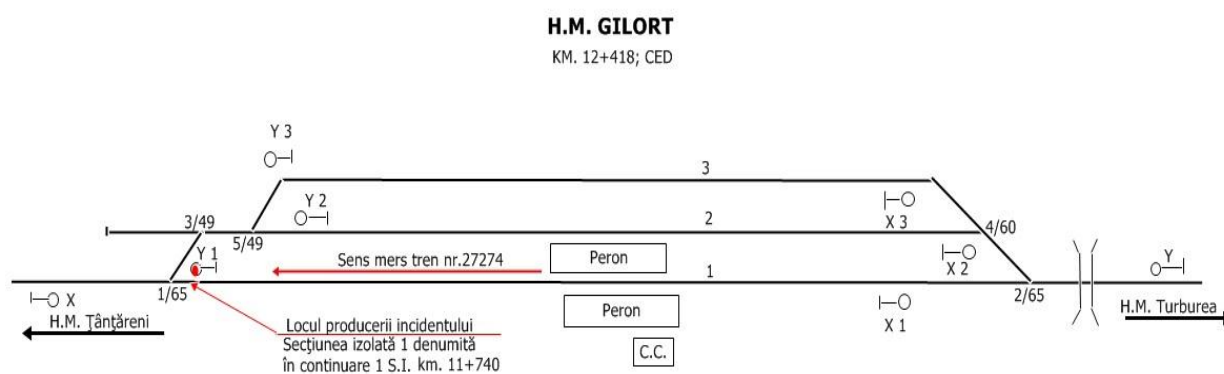 H.M. GILORT
KM. 12+418; CED
Y 3
3
Y 2
2
X 3
3/49
5/49
4/60
Y 1
Sens mers tren nr.27274
Peron
X 2
Y
1
1/65
2/65
X
Peron
X 1
H.M. Ţânţăreni
H.M. Turburea
Locul producerii incidentului
Secţiunea izolată 1 denumită
în continuare 1 S.I. km. 11+740
C.C.